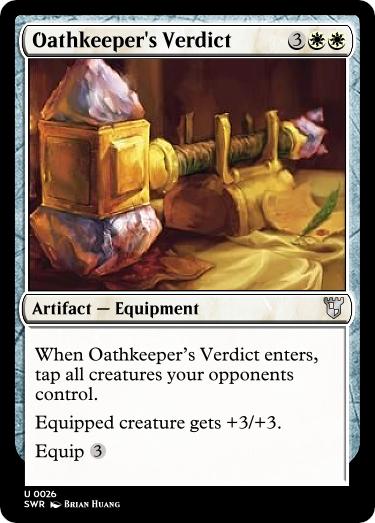 Oathkeeper's Verdict 3
Artifact — Equipment
When Oathkeeper's Verdict enters,
tap all creatures your opponents
control.
Equipped creature gets +3/+3.
Equip 3
U 0026
SWR Brian Huang